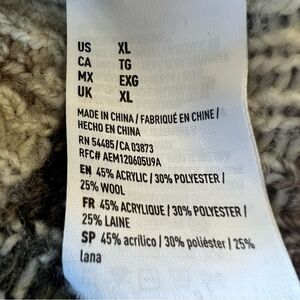 US XL
CA TG
MX EXG
UK XL
MADE IN CHINA / FABRIQUÉ EN CHINE /
HECHO EN CHINA
RN 54485 / CA 03873
RFC# AEM120605U9A
EN 45% ACRYLIC / 30% POLYESTER /
25% WOOL
FR 45% ACRYLIQUE / 30% POLYESTER /
25% LAINE
SP 45% acrílico / 30% poliéster / 25%
lana